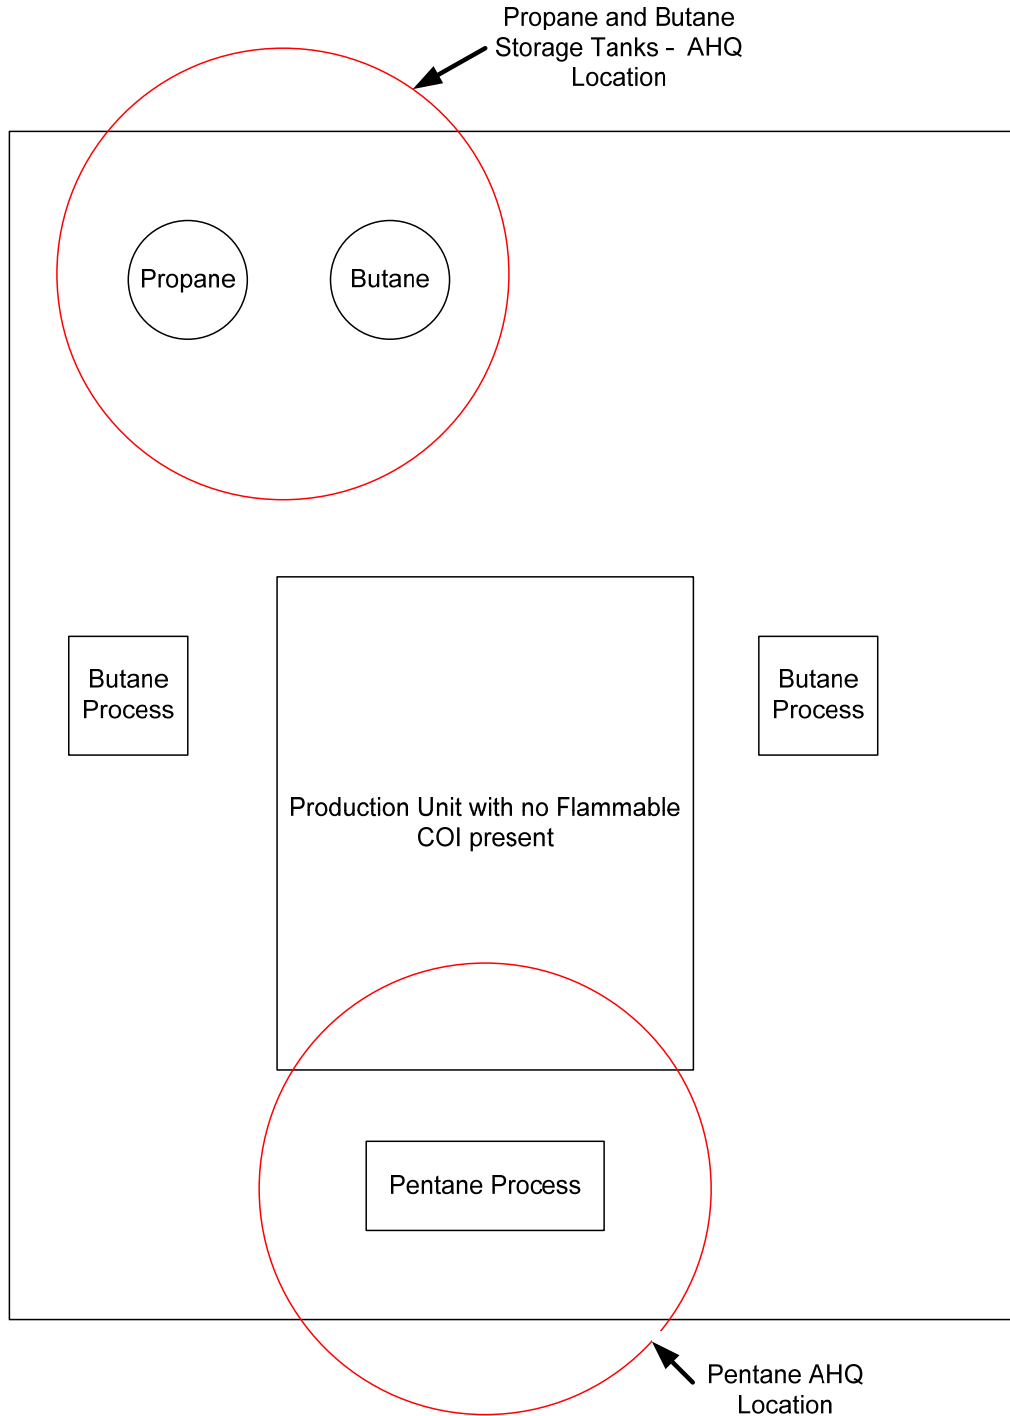 Propane and Butane
Storage Tanks - AHQ
Location
Propane
Butane
Butane
Process
Butane
Process
Production Unit with no Flammable
COI present
Pentane Process
Pentane AHQ
Location